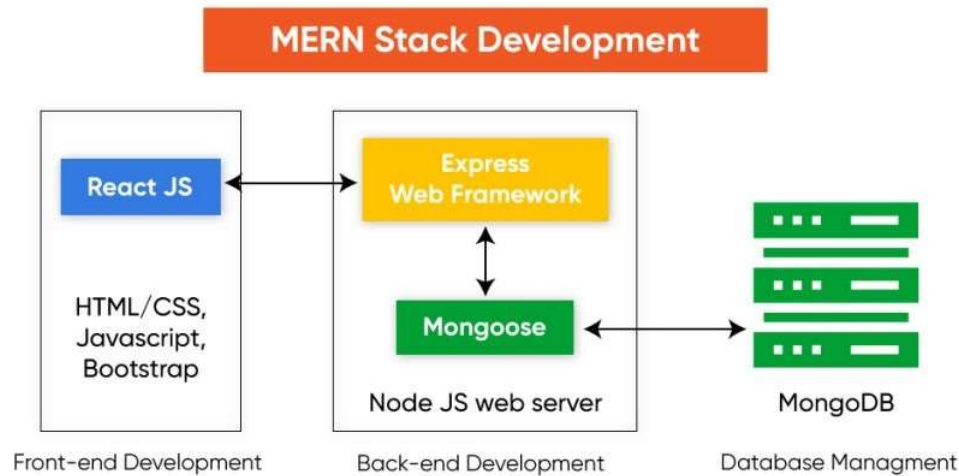 MERN Stack Development
React JS
HTML/CSS,
Javascript,
Bootstrap
Front-end Development
Express
Web Framework
Mongoose
Node JS web server
Back-end Development
MongoDB
Database Managment